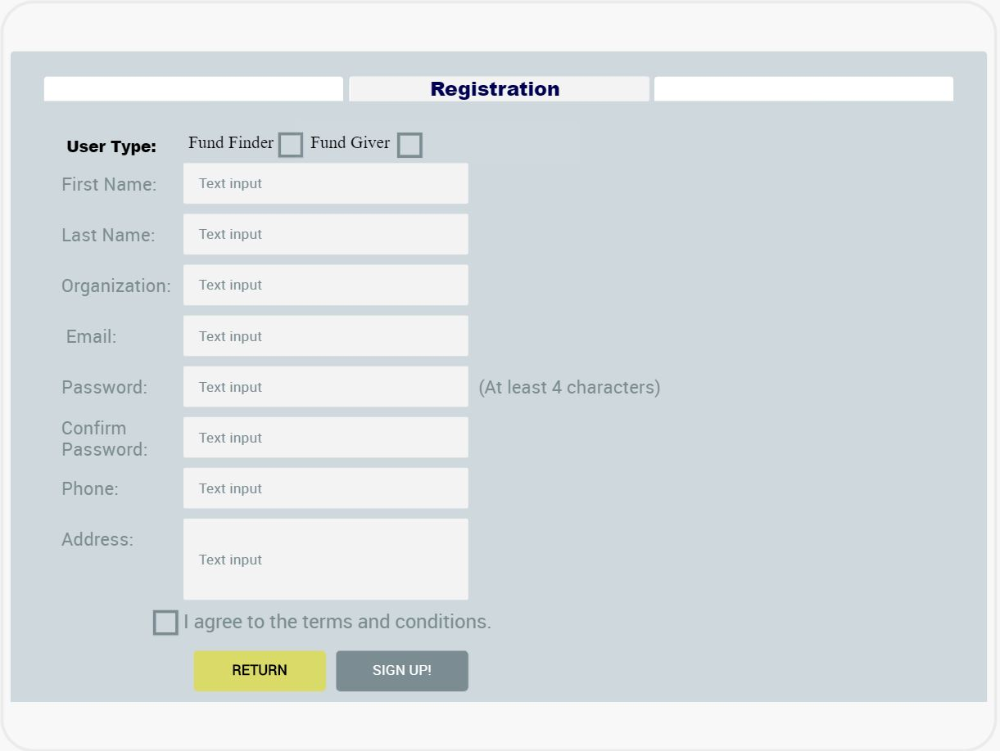 Registration
User Type: Fund Finder Fund Giver
First Name: Text input
Last Name: Text input
Organization: Text input
Email: Text input
Password: Text input (At least 4 characters)
Confirm
Password: Text input
Phone: Text input
Address: Text input
I agree to the terms and conditions.
RETURN SIGN UP!